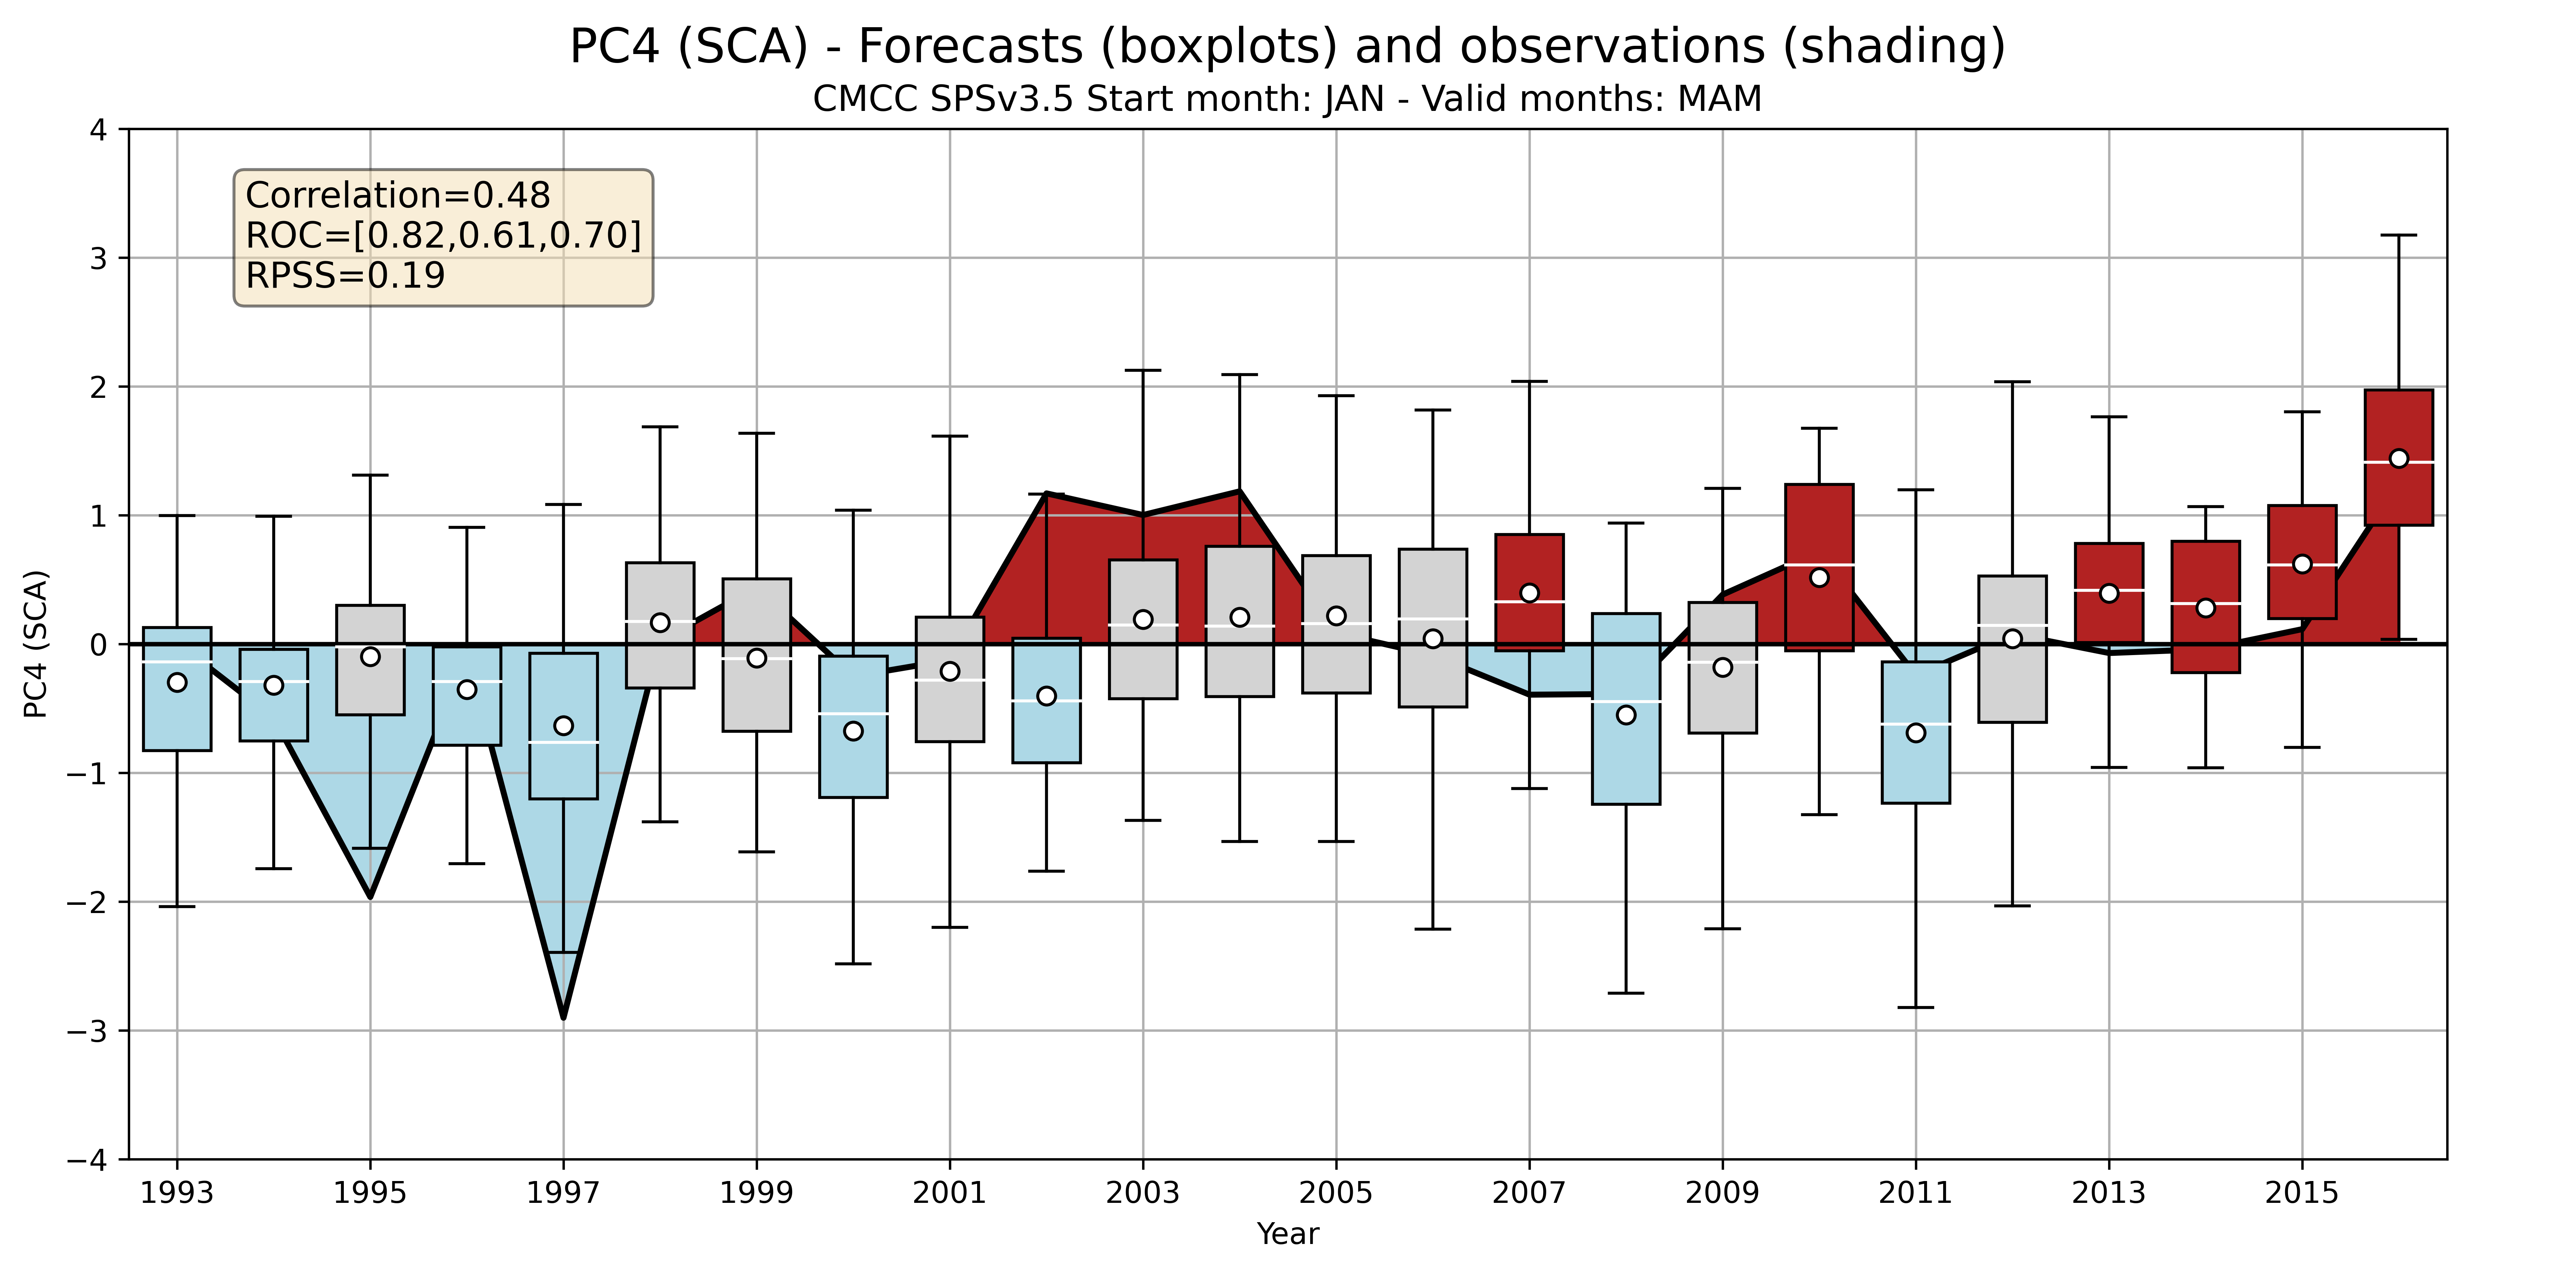 PC4 (SCA) - Forecasts (boxplots) and observations (shading)
CMCC SPSv3.5 Start month: JAN - Valid months: MAM
Correlation=0.48
ROC=[0.82,0.61,0.70]
RPSS=0.19
PC4 (SCA)
4
3
2
1
0
−1
−2
−3
−4
1993 1995 1997 1999 2001 2003 2005 2007 2009 2011 2013 2015
Year